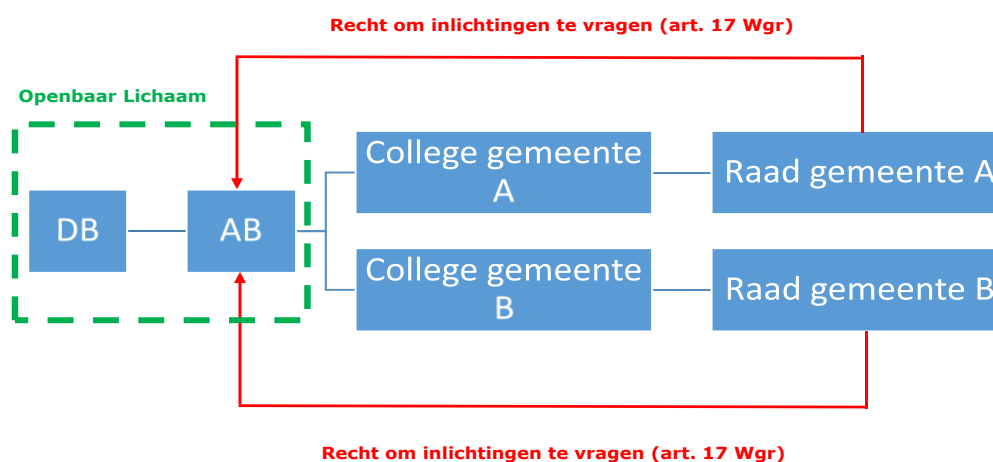 Recht om inlichtingen te vragen (art. 17 Wgr)
Openbaar Lichaam
College gemeente
A
Raad gemeente A
DB
AB
College gemeente
B
Raad gemeente B
Recht om inlichtingen te vragen (art. 17 Wgr)